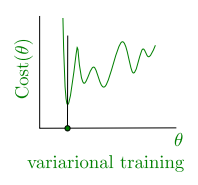 Cost(θ)
θ
variarional training